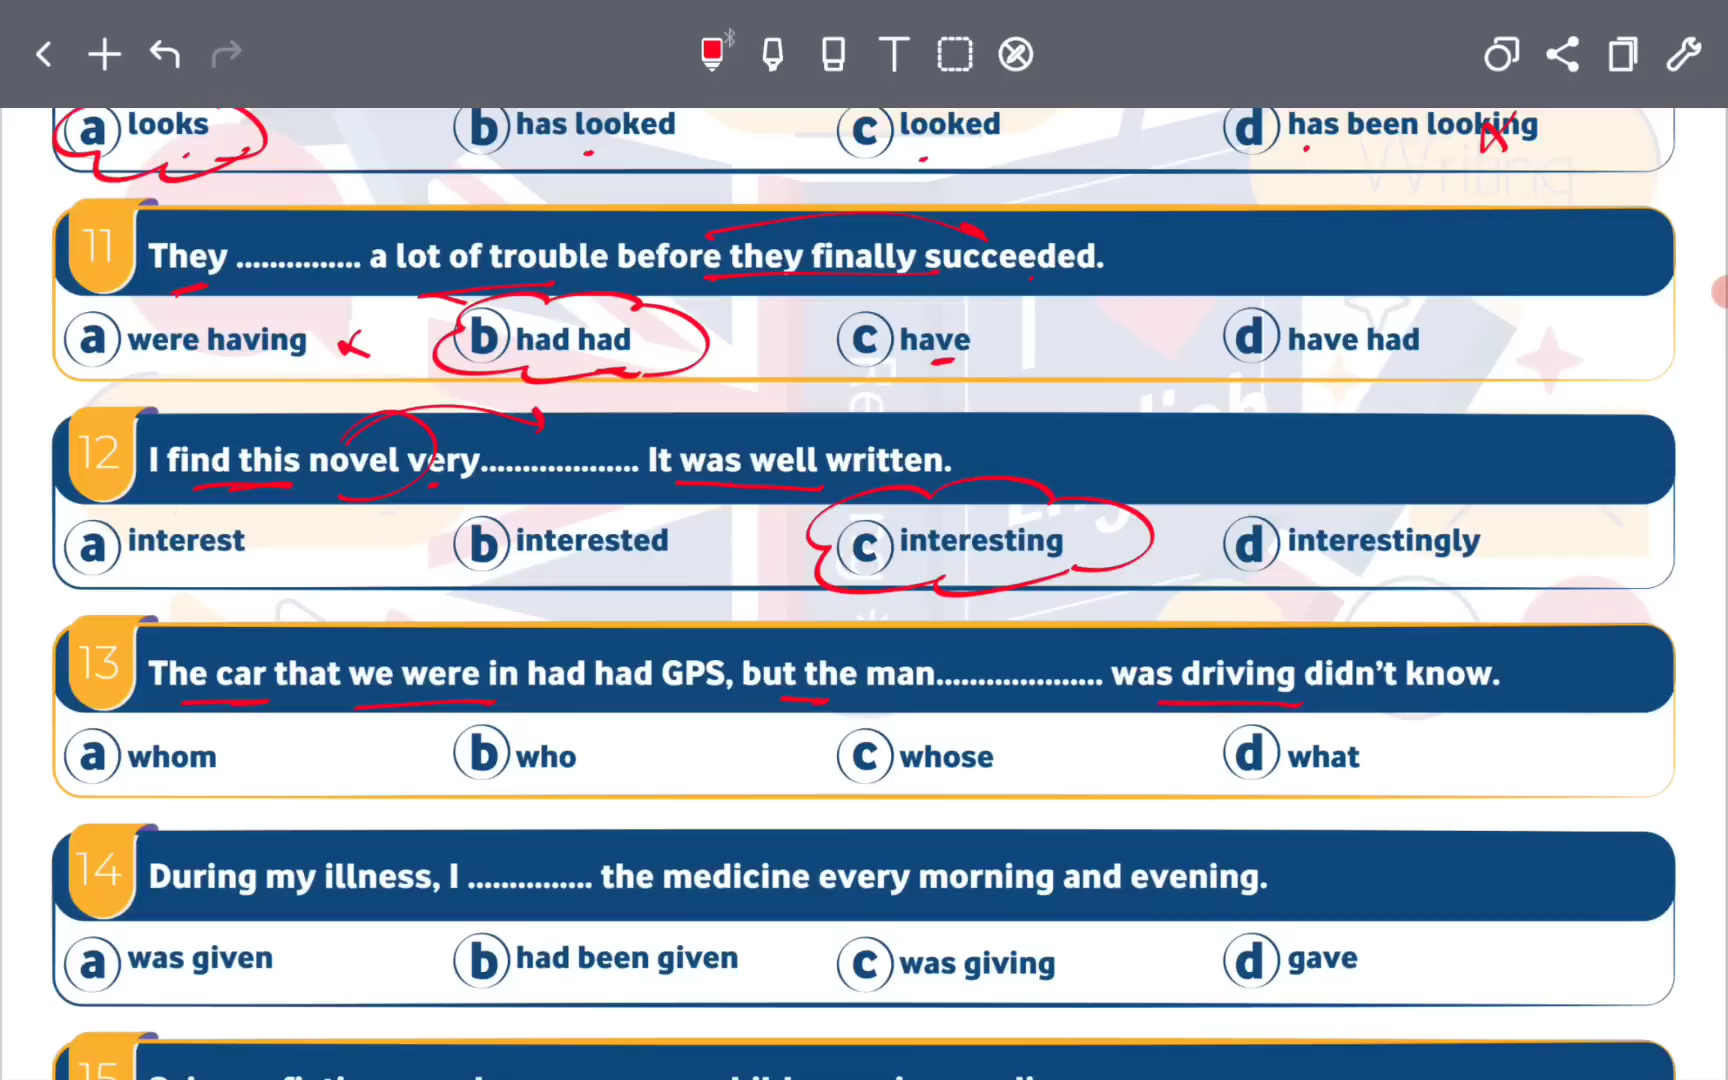 a looks b has looked c looked d has been looking
Writing
11 They ............... a lot of trouble before they finally succeeded.
a were having b had had c have d have had
12 I find this novel very................... It was well written.
a interest b interested c interesting d interestingly
13 The car that we were in had had GPS, but the man.................... was driving didn't know.
a whom b who c whose d what
14 During my illness, I ............... the medicine every morning and evening.
a was given b had been given c was giving d gave
15